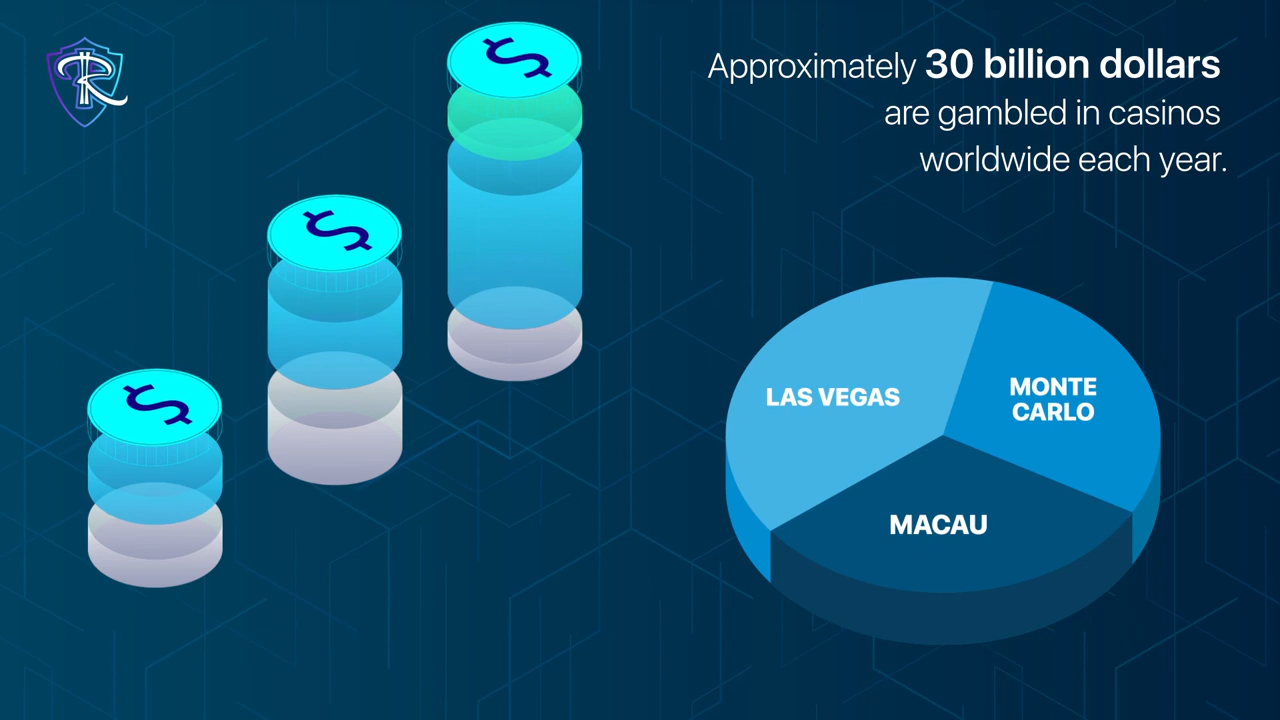 Approximately 30 billion dollars
are gambled in casinos
worldwide each year.
$
$
$
LAS VEGAS
MONTE
CARLO
MACAU